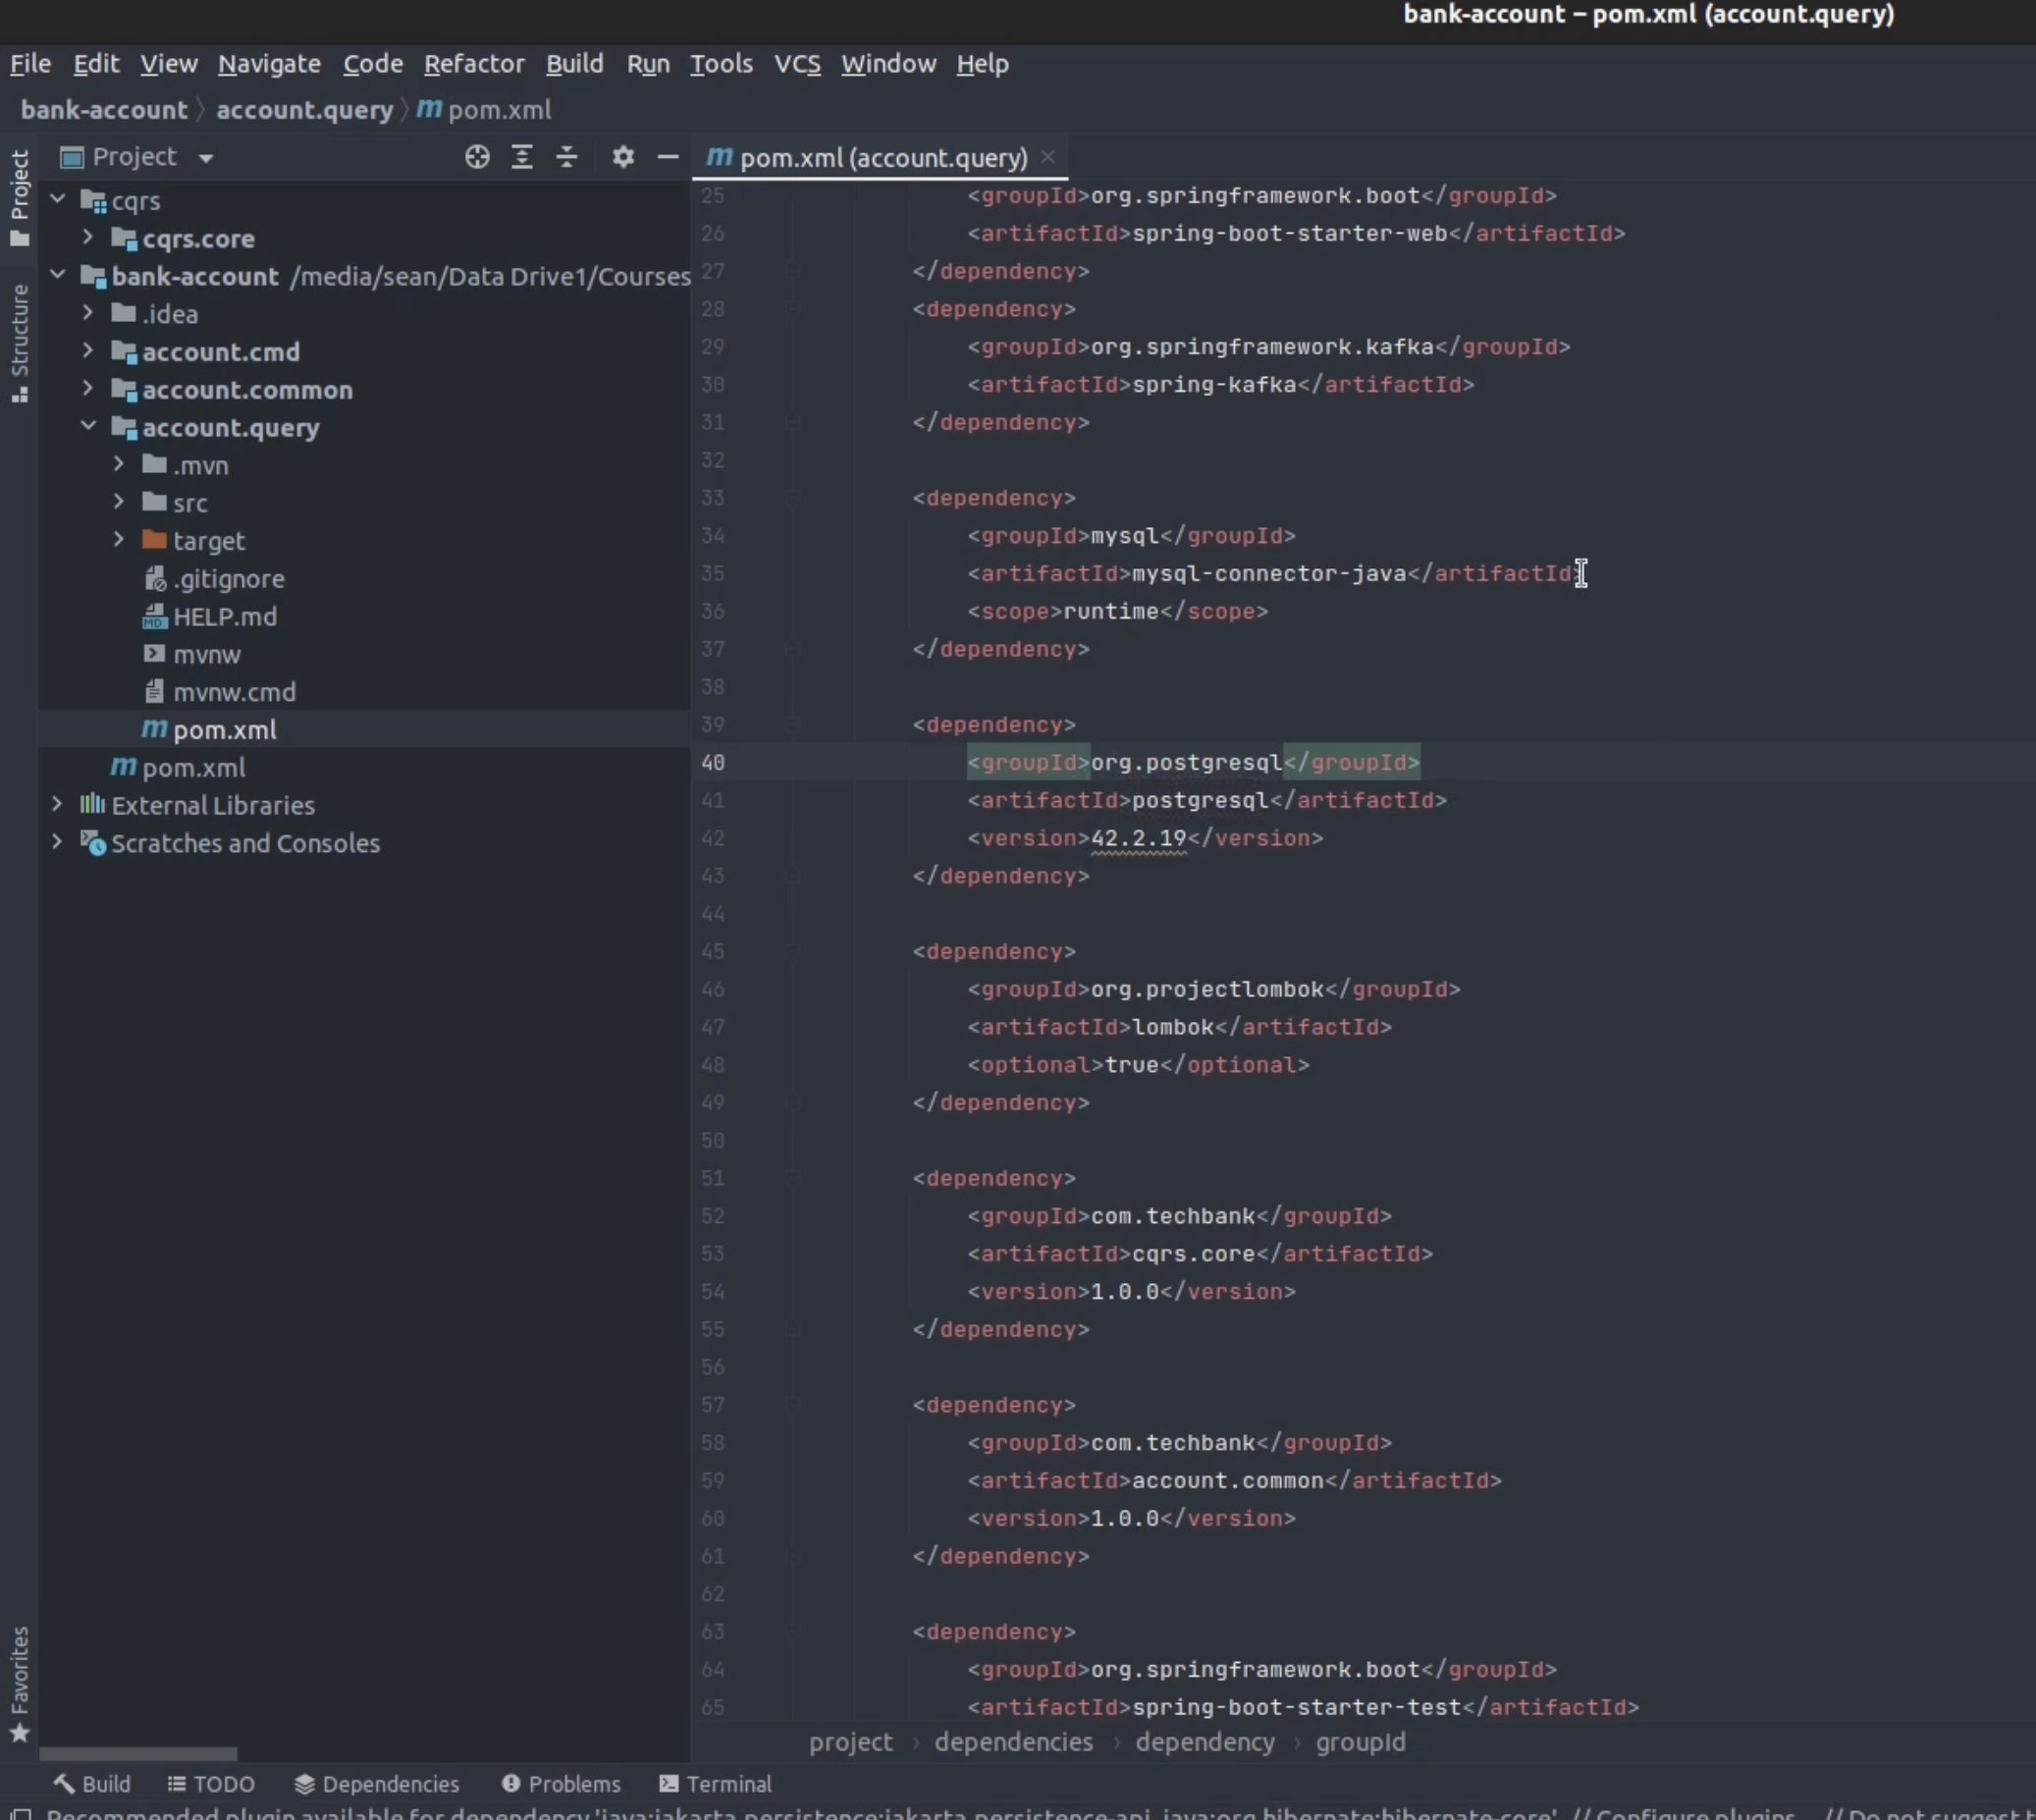 bank-account – pom.xml (account.query)
File Edit View Navigate Code Refactor Build Run Tools VCS Window Help
bank-account account.query m pom.xml
Project
Structure
Favorites
Project
cqrs
cqrs.core
bank-account /media/sean/Data Drive1/Courses
.idea
account.cmd
account.common
account.query
.mvn
src
target
.gitignore
HELP.md
mvnw
mvnw.cmd
m pom.xml
m pom.xml
External Libraries
Scratches and Consoles
m pom.xml (account.query)
25 <groupId>org.springframework.boot</groupId>
26 <artifactId>spring-boot-starter-web</artifactId>
27 </dependency>
28 <dependency>
29 <groupId>org.springframework.kafka</groupId>
30 <artifactId>spring-kafka</artifactId>
31 </dependency>
32
33 <dependency>
34 <groupId>mysql</groupId>
35 <artifactId>mysql-connector-java</artifactId>
36 <scope>runtime</scope>
37 </dependency>
38
39 <dependency>
40 <groupId>org.postgresql</groupId>
41 <artifactId>postgresql</artifactId>
42 <version>42.2.19</version>
43 </dependency>
44
45 <dependency>
46 <groupId>org.projectlombok</groupId>
47 <artifactId>lombok</artifactId>
48 <optional>true</optional>
49 </dependency>
50
51 <dependency>
52 <groupId>com.techbank</groupId>
53 <artifactId>cqrs.core</artifactId>
54 <version>1.0.0</version>
55 </dependency>
56
57 <dependency>
58 <groupId>com.techbank</groupId>
59 <artifactId>account.common</artifactId>
60 <version>1.0.0</version>
61 </dependency>
62
63 <dependency>
64 <groupId>org.springframework.boot</groupId>
65 <artifactId>spring-boot-starter-test</artifactId>
project › dependencies › dependency › groupId
Build TODO Dependencies Problems Terminal
Recommended plugin available for dependency 'java:jakarta.persistence:jakarta.persistence-api, java:org.hibernate:hibernate-core'. // Configure plugins... // Do not suggest